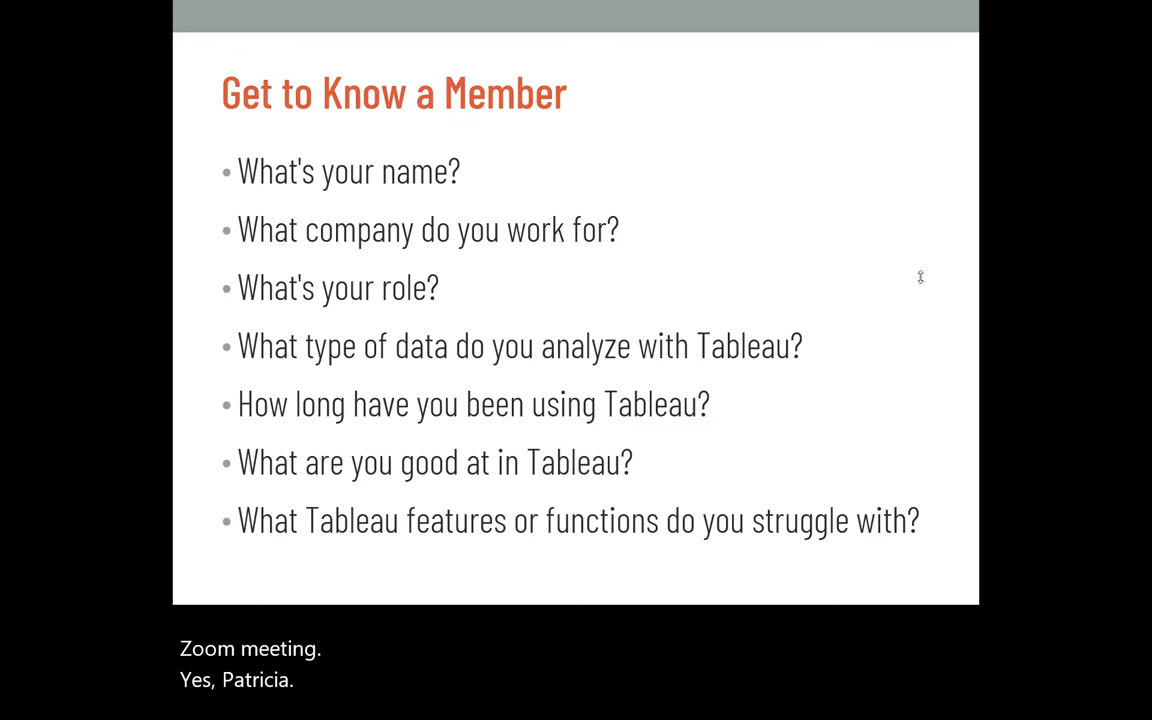 Get to Know a Member
• What's your name?
• What company do you work for?
• What's your role?
• What type of data do you analyze with Tableau?
• How long have you been using Tableau?
• What are you good at in Tableau?
• What Tableau features or functions do you struggle with?
Zoom meeting.
Yes, Patricia.